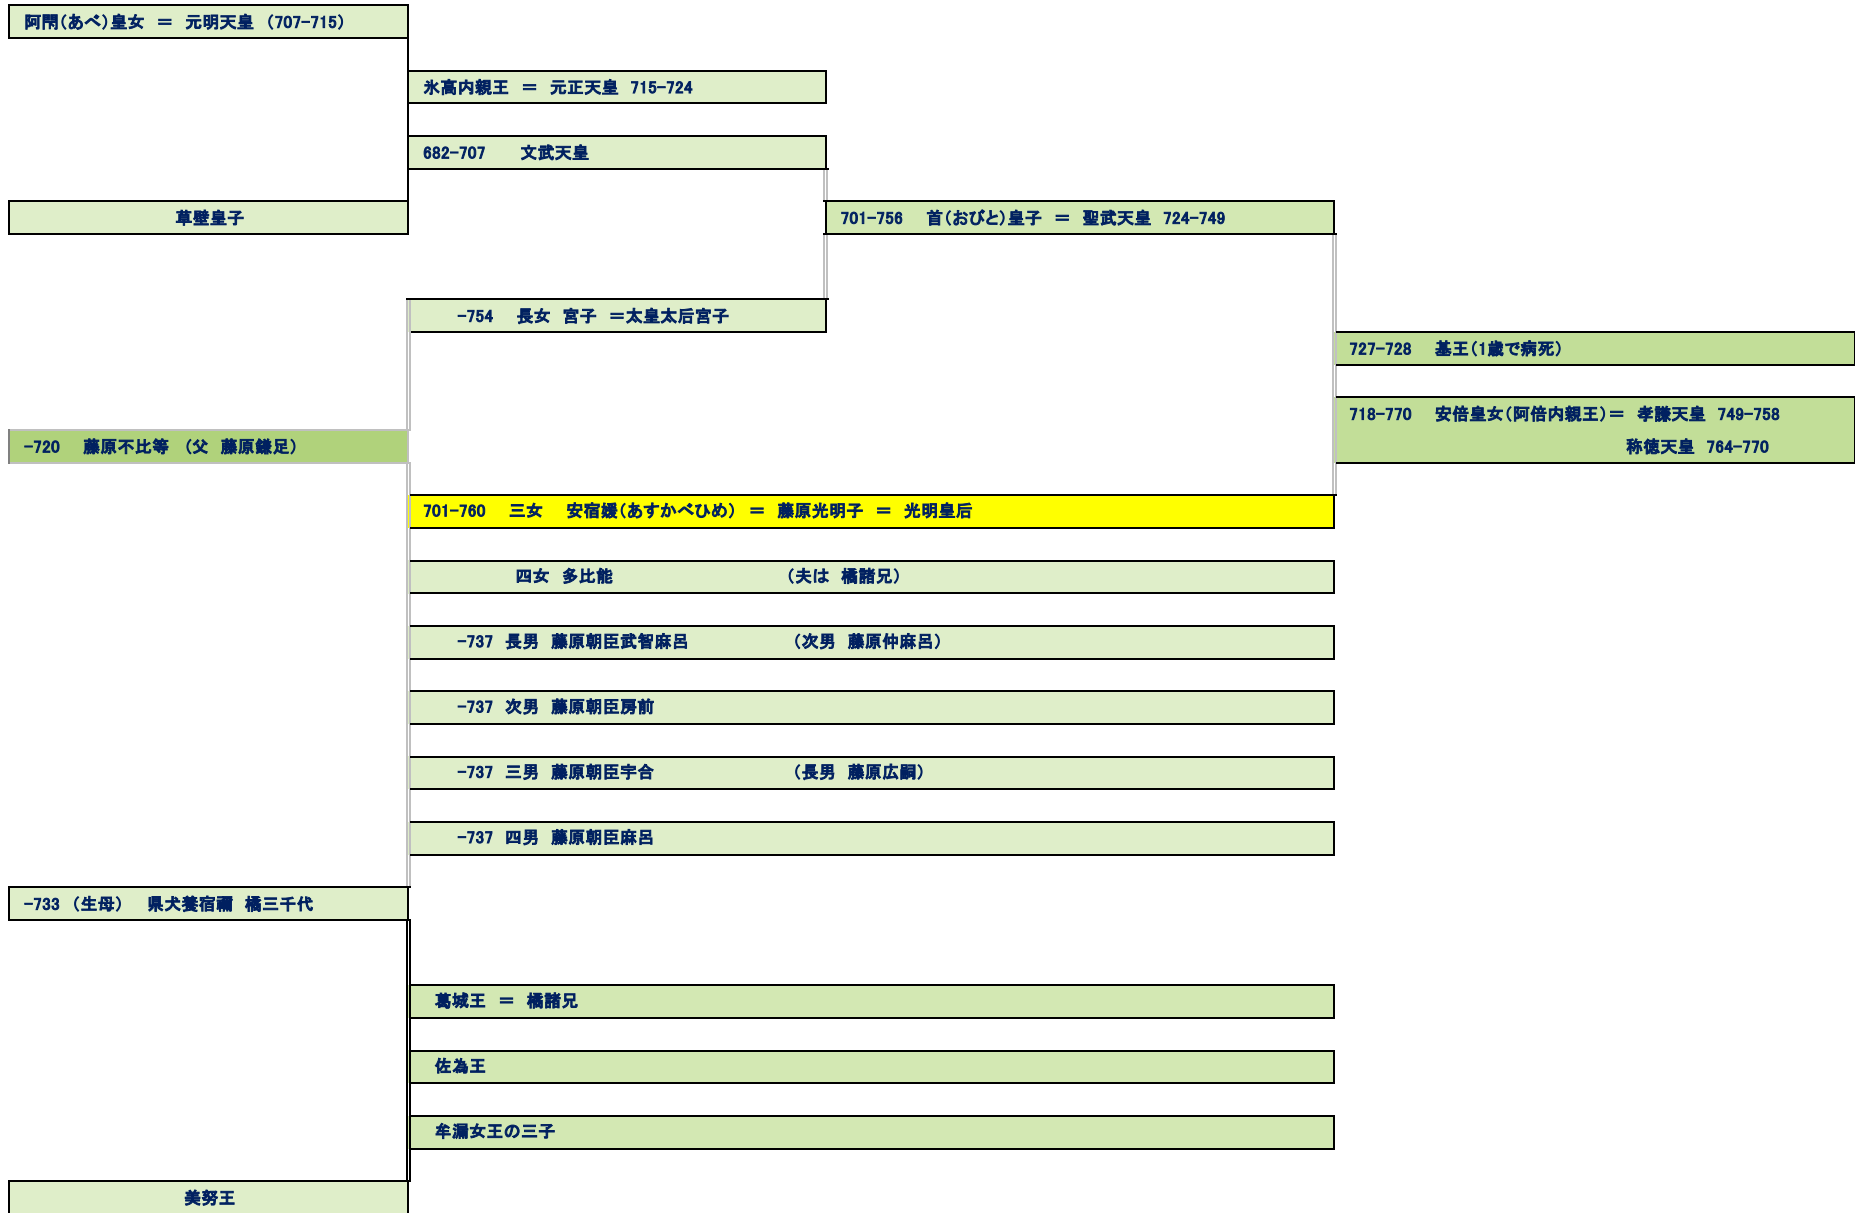 阿閇（あべ）皇女 ＝ 元明天皇 （707-715）
氷高内親王 ＝ 元正天皇 715-724
682-707 文武天皇
草壁皇子
701-756 首（おびと）皇子 ＝ 聖武天皇 724-749
-754 長女 宮子 ＝太皇太后宮子
727-728 基王（1歳で病死）
718-770 安倍皇女（阿倍内親王）＝ 孝謙天皇 749-758
称徳天皇 764-770
-720 藤原不比等 （父 藤原鎌足）
701-760 三女 安宿媛（あすかべひめ） ＝ 藤原光明子 ＝ 光明皇后
四女 多比能 （夫は 橘諸兄）
-737 長男 藤原朝臣武智麻呂 （次男 藤原仲麻呂）
-737 次男 藤原朝臣房前
-737 三男 藤原朝臣宇合 （長男 藤原広嗣）
-737 四男 藤原朝臣麻呂
-733 （生母） 県犬養宿禰 橘三千代
葛城王 ＝ 橘諸兄
佐為王
牟漏女王の三子
美努王